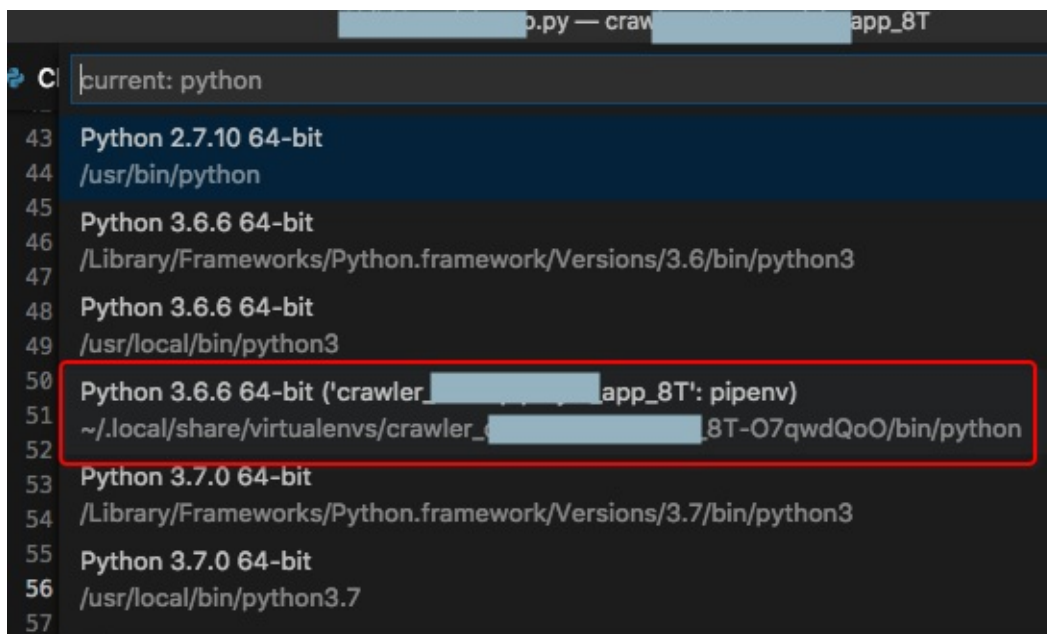 .py — craw app_8T
current: python
43 Python 2.7.10 64-bit
44 /usr/bin/python
45
46 Python 3.6.6 64-bit
47 /Library/Frameworks/Python.framework/Versions/3.6/bin/python3
48 Python 3.6.6 64-bit
49 /usr/local/bin/python3
50 Python 3.6.6 64-bit ('crawler_ _app_8T': pipenv)
51
52 ~/.local/share/virtualenvs/crawler_ _8T-O7qwdQoO/bin/python
53 Python 3.7.0 64-bit
54 /Library/Frameworks/Python.framework/Versions/3.7/bin/python3
55 Python 3.7.0 64-bit
56 /usr/local/bin/python3.7
57